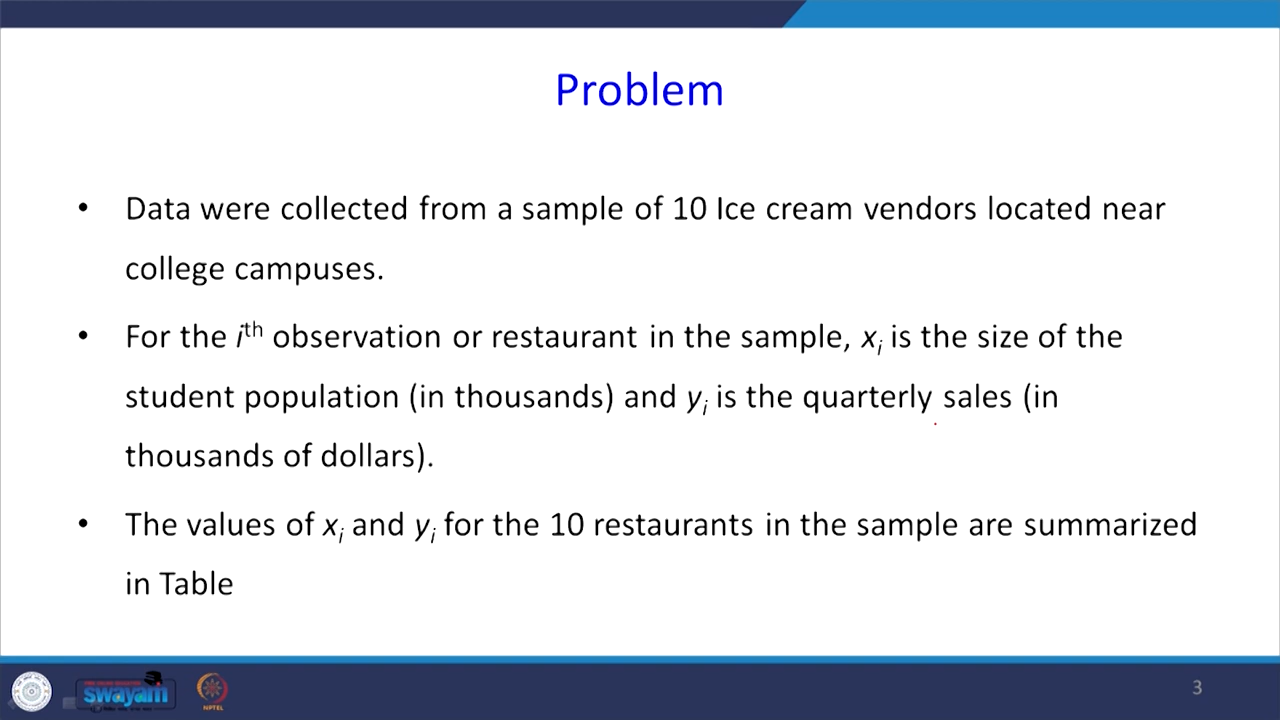 Problem
• Data were collected from a sample of 10 Ice cream vendors located near
college campuses.
• For the iᵗʰ observation or restaurant in the sample, xᵢ is the size of the
student population (in thousands) and yᵢ is the quarterly sales (in
thousands of dollars).
• The values of xᵢ and yᵢ for the 10 restaurants in the sample are summarized
in Table
swayam
NPTEL
3